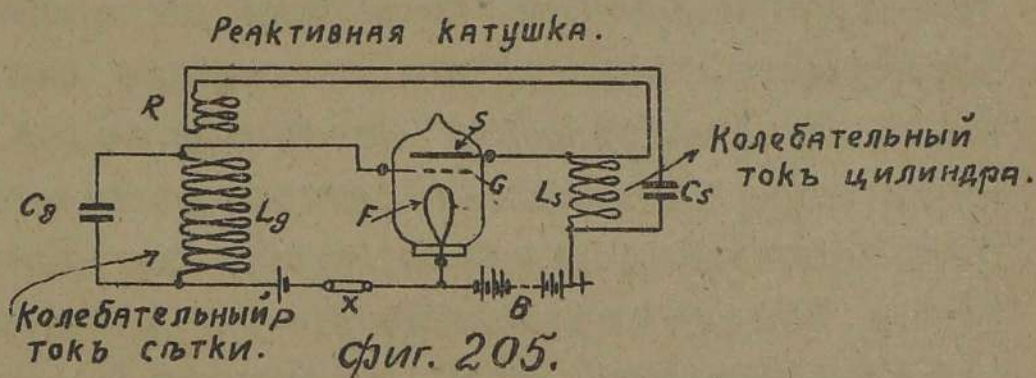 Реактивная катушка.
R
S
Колебательный
токъ цилиндра.
Cg
Lg
F
G
Ls
Cs
X
B
Колебательный
токъ сѣтки.
P
фиг. 205.